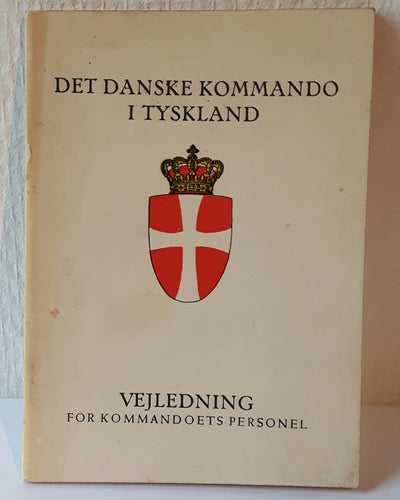 DET DANSKE KOMMANDO
I TYSKLAND
VEJLEDNING
FOR KOMMANDOETS PERSONEL